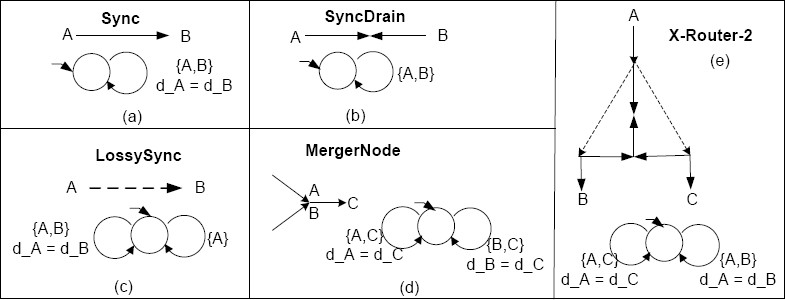 Sync
A B
{A,B}
d_A = d_B
(a)
SyncDrain
A B
{A,B}
(b)
LossySync
A B
{A,B}
d_A = d_B
{A}
(c)
MergerNode
A
B C
{A,C}
d_A = d_C
{B,C}
d_B = d_C
(d)
A
X-Router-2
(e)
B C
{A,C}
d_A = d_C
{A,B}
d_A = d_B